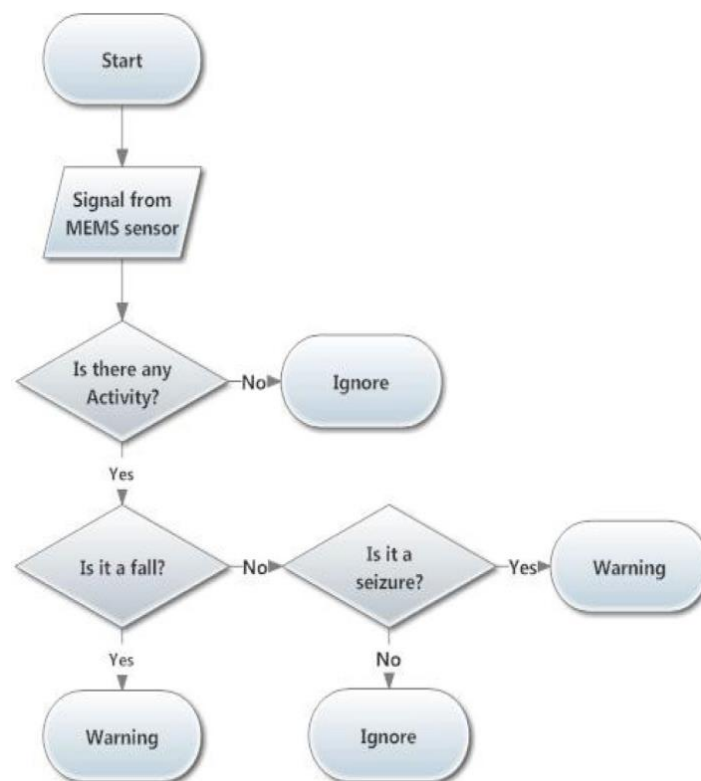 Start
Signal from
MEMS sensor
Is there any
Activity?
No
Ignore
Yes
Is it a fall?
No
Is it a
seizure?
Yes
Warning
Yes
No
Warning
Ignore